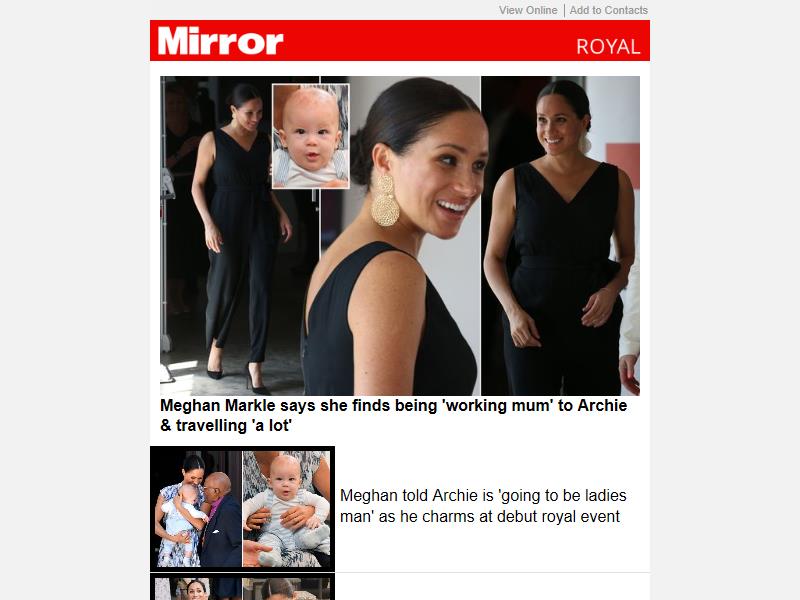 View Online | Add to Contacts
Mirror ROYAL
Meghan Markle says she finds being 'working mum' to Archie
& travelling 'a lot'
Meghan told Archie is 'going to be ladies
man' as he charms at debut royal event